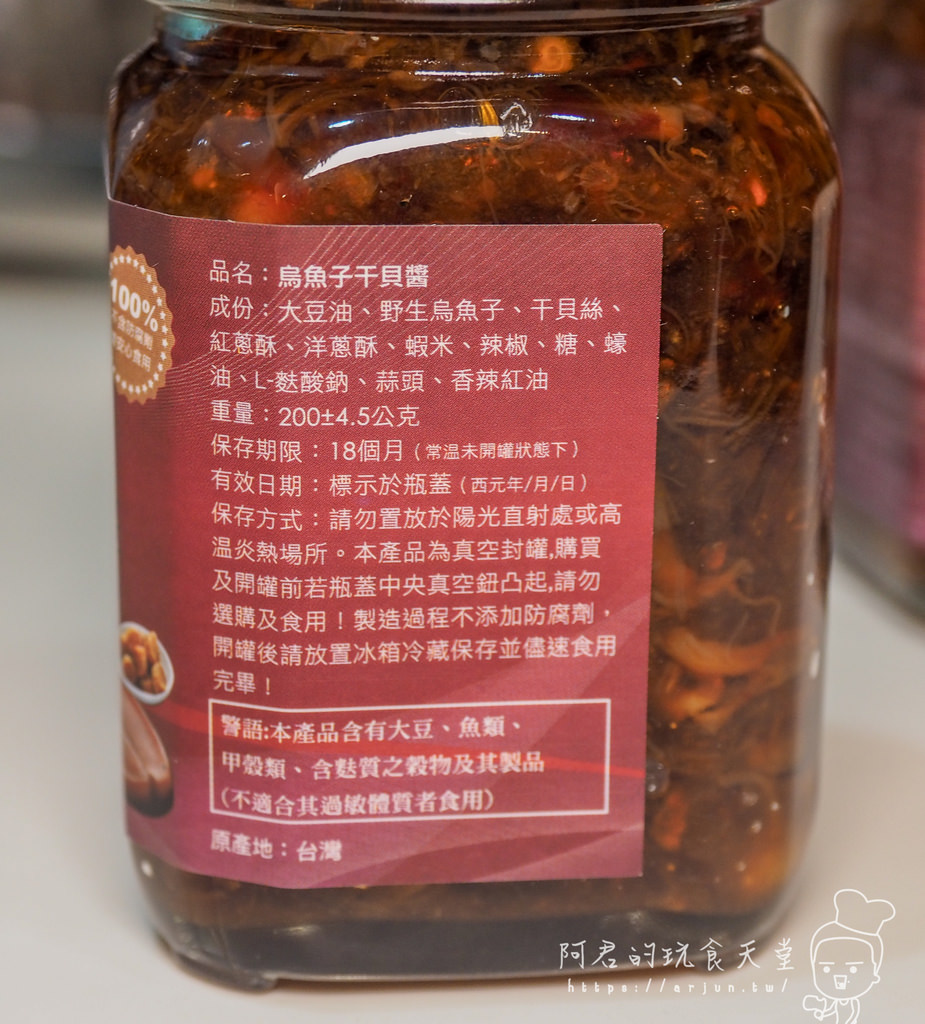 100%
安心食用
品名：烏魚子干貝醬
成份：大豆油、野生烏魚子、干貝絲、
紅蔥酥、洋蔥酥、蝦米、辣椒、糖、蠔
油、L-麩酸鈉、蒜頭、香辣紅油
重量：200±4.5公克
保存期限：18個月（常温未開罐狀態下）
有效日期：標示於瓶蓋（西元年/月/日）
保存方式：請勿置放於陽光直射處或高
温炎熱場所。本產品為真空封罐,購買
及開罐前若瓶蓋中央真空鈕凸起,請勿
選購及食用！製造過程不添加防腐劑，
開罐後請放置冰箱冷藏保存並儘速食用
完畢！
警語:本產品含有大豆、魚類、
甲殼類、含麩質之穀物及其製品
(不適合其過敏體質者食用)
原產地：台灣
阿君的玩食天堂
https://arjun.tw/